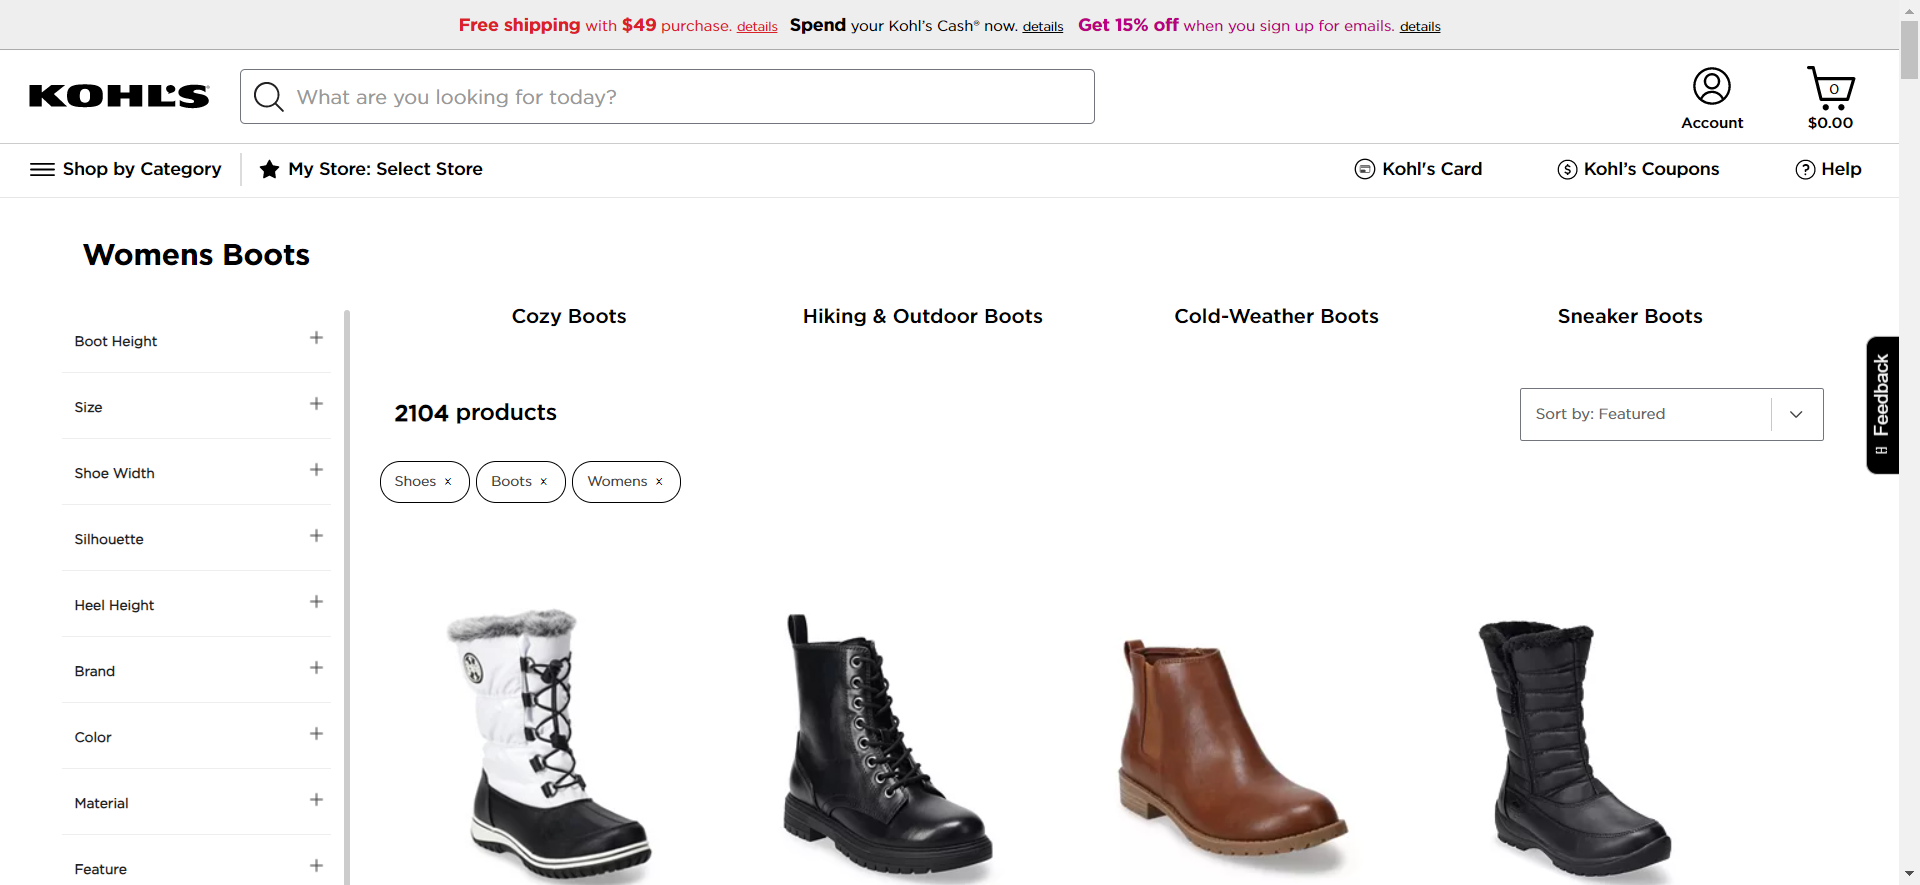 Free shipping with $49 purchase. details Spend your Kohl's Cash® now. details Get 15% off when you sign up for emails. details
KOHL'S
What are you looking for today?
Account
0
$0.00
Shop by Category
My Store: Select Store
Kohl's Card
$ Kohl's Coupons
? Help
Womens Boots
Cozy Boots
Hiking & Outdoor Boots
Cold-Weather Boots
Sneaker Boots
Boot Height +
Size +
Shoe Width +
Silhouette +
Heel Height +
Brand +
Color +
Material +
Feature +
2104 products
Sort by: Featured
Shoes x
Boots x
Womens x
Feedback